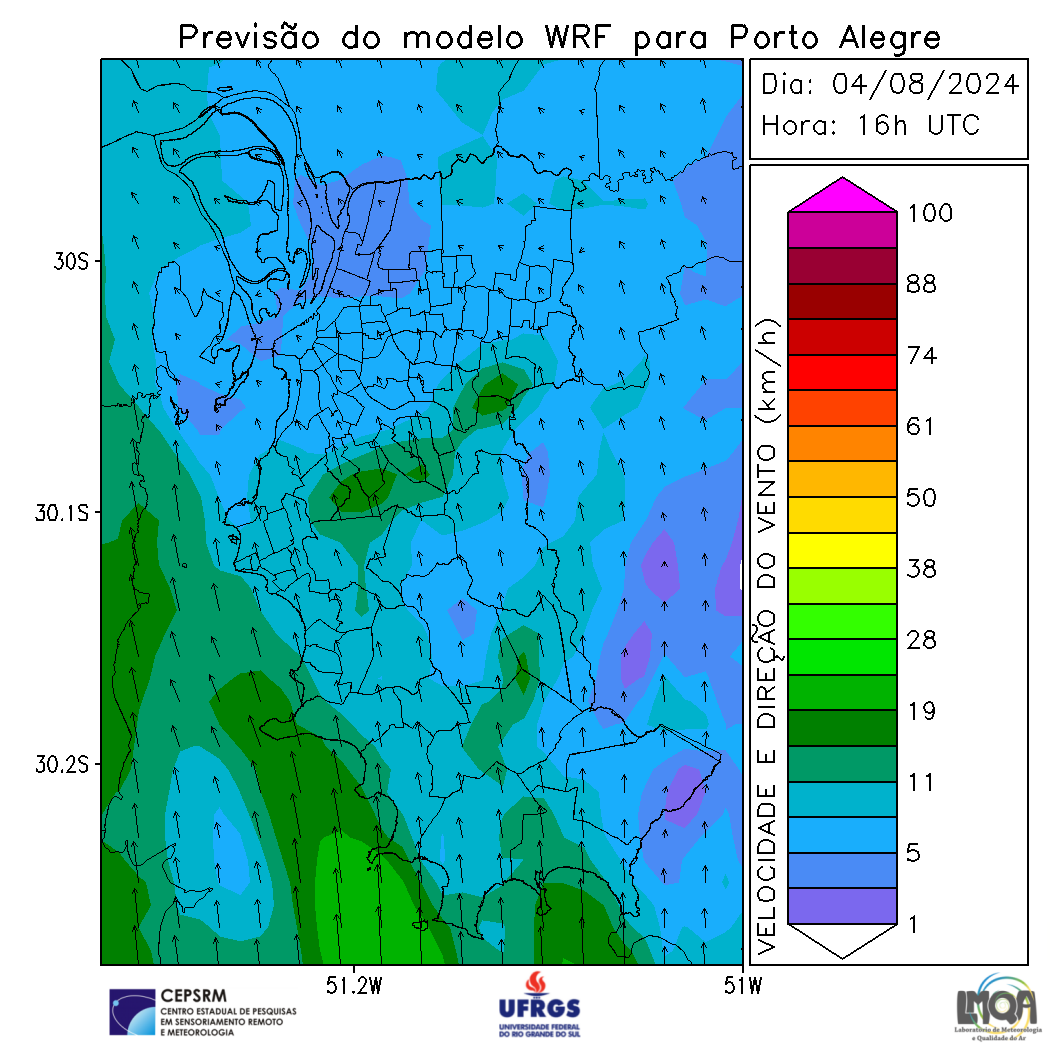 Previsão do modelo WRF para Porto Alegre
Dia: 04/08/2024
Hora: 16h UTC
30S
30.1S
30.2S
51.2W
51W
VELOCIDADE E DIREÇÃO DO VENTO (km/h)
100
88
74
61
50
38
28
19
11
5
1
CEPSRM
CENTRO ESTADUAL DE PESQUISAS
EM SENSORIAMENTO REMOTO
E METEOROLOGIA
UFRGS
UNIVERSIDADE FEDERAL
DO RIO GRANDE DO SUL
LMQA
Laboratório de Meteorologia
e Qualidade do Ar